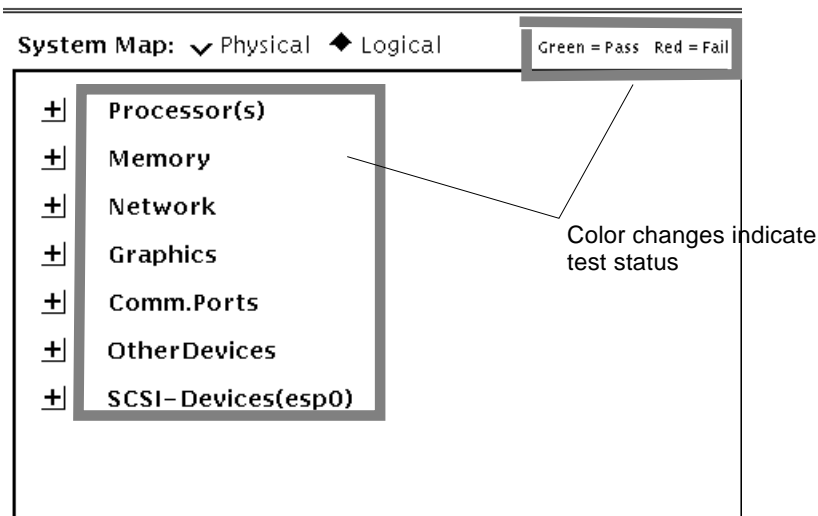 System Map: Physical Logical
Green = Pass Red = Fail
+ Processor(s)
+ Memory
+ Network
+ Graphics
+ Comm.Ports
+ OtherDevices
+ SCSI-Devices(esp0)
Color changes indicate
test status